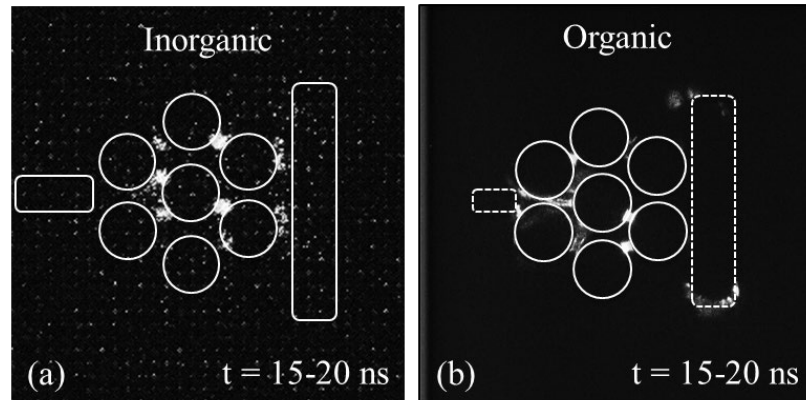 Inorganic
(a)
t = 15-20 ns
Organic
(b)
t = 15-20 ns